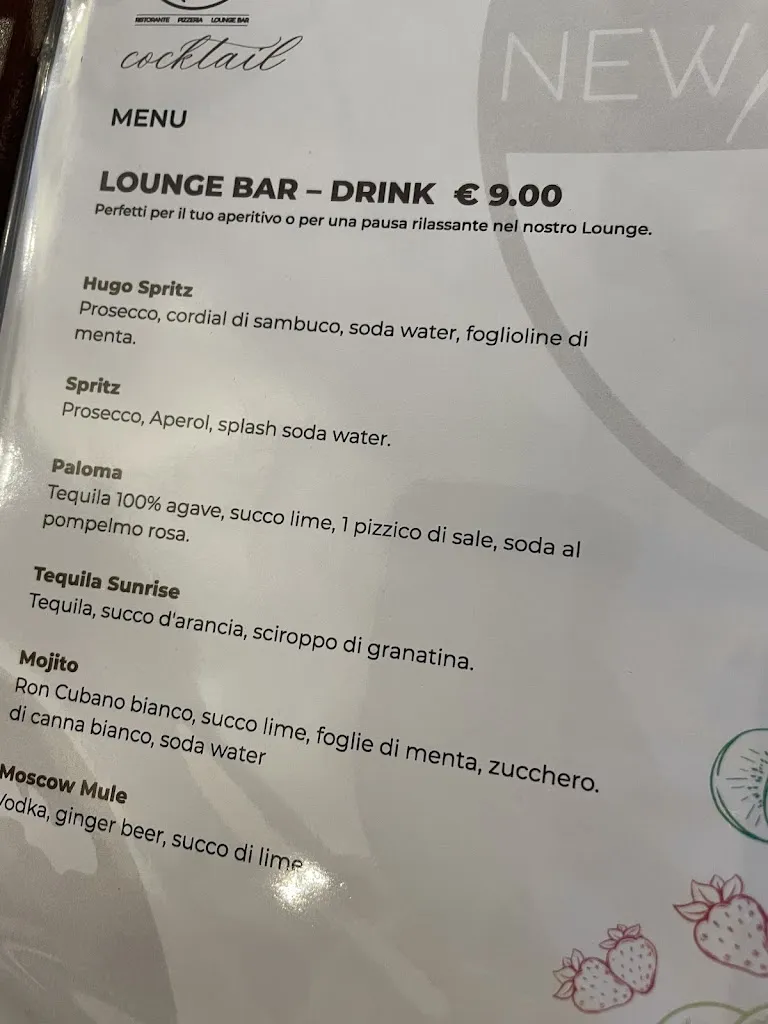 RISTORANTE PIZZERIA LOUNGE BAR
cocktail
NEW
MENU
LOUNGE BAR – DRINK € 9.00
Perfetti per il tuo aperitivo o per una pausa rilassante nel nostro Lounge.
Hugo Spritz
Prosecco, cordial di sambuco, soda water, foglioline di
menta.
Spritz
Prosecco, Aperol, splash soda water.
Paloma
Tequila 100% agave, succo lime, 1 pizzico di sale, soda al
pompelmo rosa.
Tequila Sunrise
Tequila, succo d'arancia, sciroppo di granatina.
Mojito
Ron Cubano bianco, succo lime, foglie di menta, zucchero.
di canna bianco, soda water
Moscow Mule
Vodka, ginger beer, succo di lime